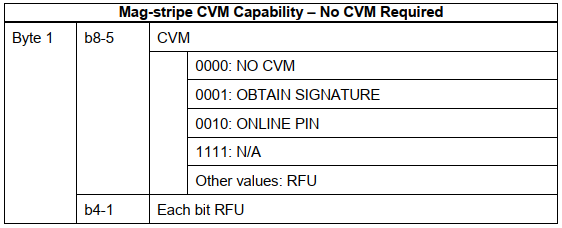 Mag-stripe CVM Capability – No CVM Required
Byte 1 b8-5 CVM
0000: NO CVM
0001: OBTAIN SIGNATURE
0010: ONLINE PIN
1111: N/A
Other values: RFU
b4-1 Each bit RFU